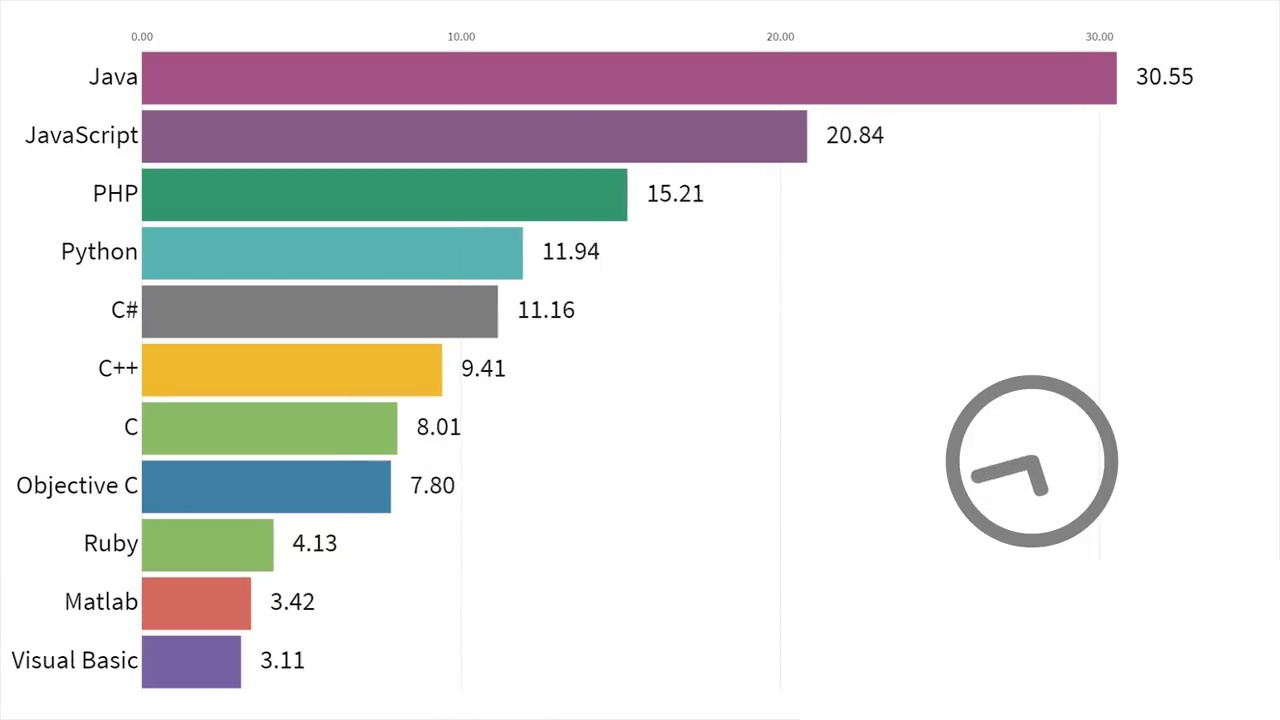 0.00 10.00 20.00 30.00
Java 30.55
JavaScript 20.84
PHP 15.21
Python 11.94
C# 11.16
C++ 9.41
C 8.01
Objective C 7.80
Ruby 4.13
Matlab 3.42
Visual Basic 3.11